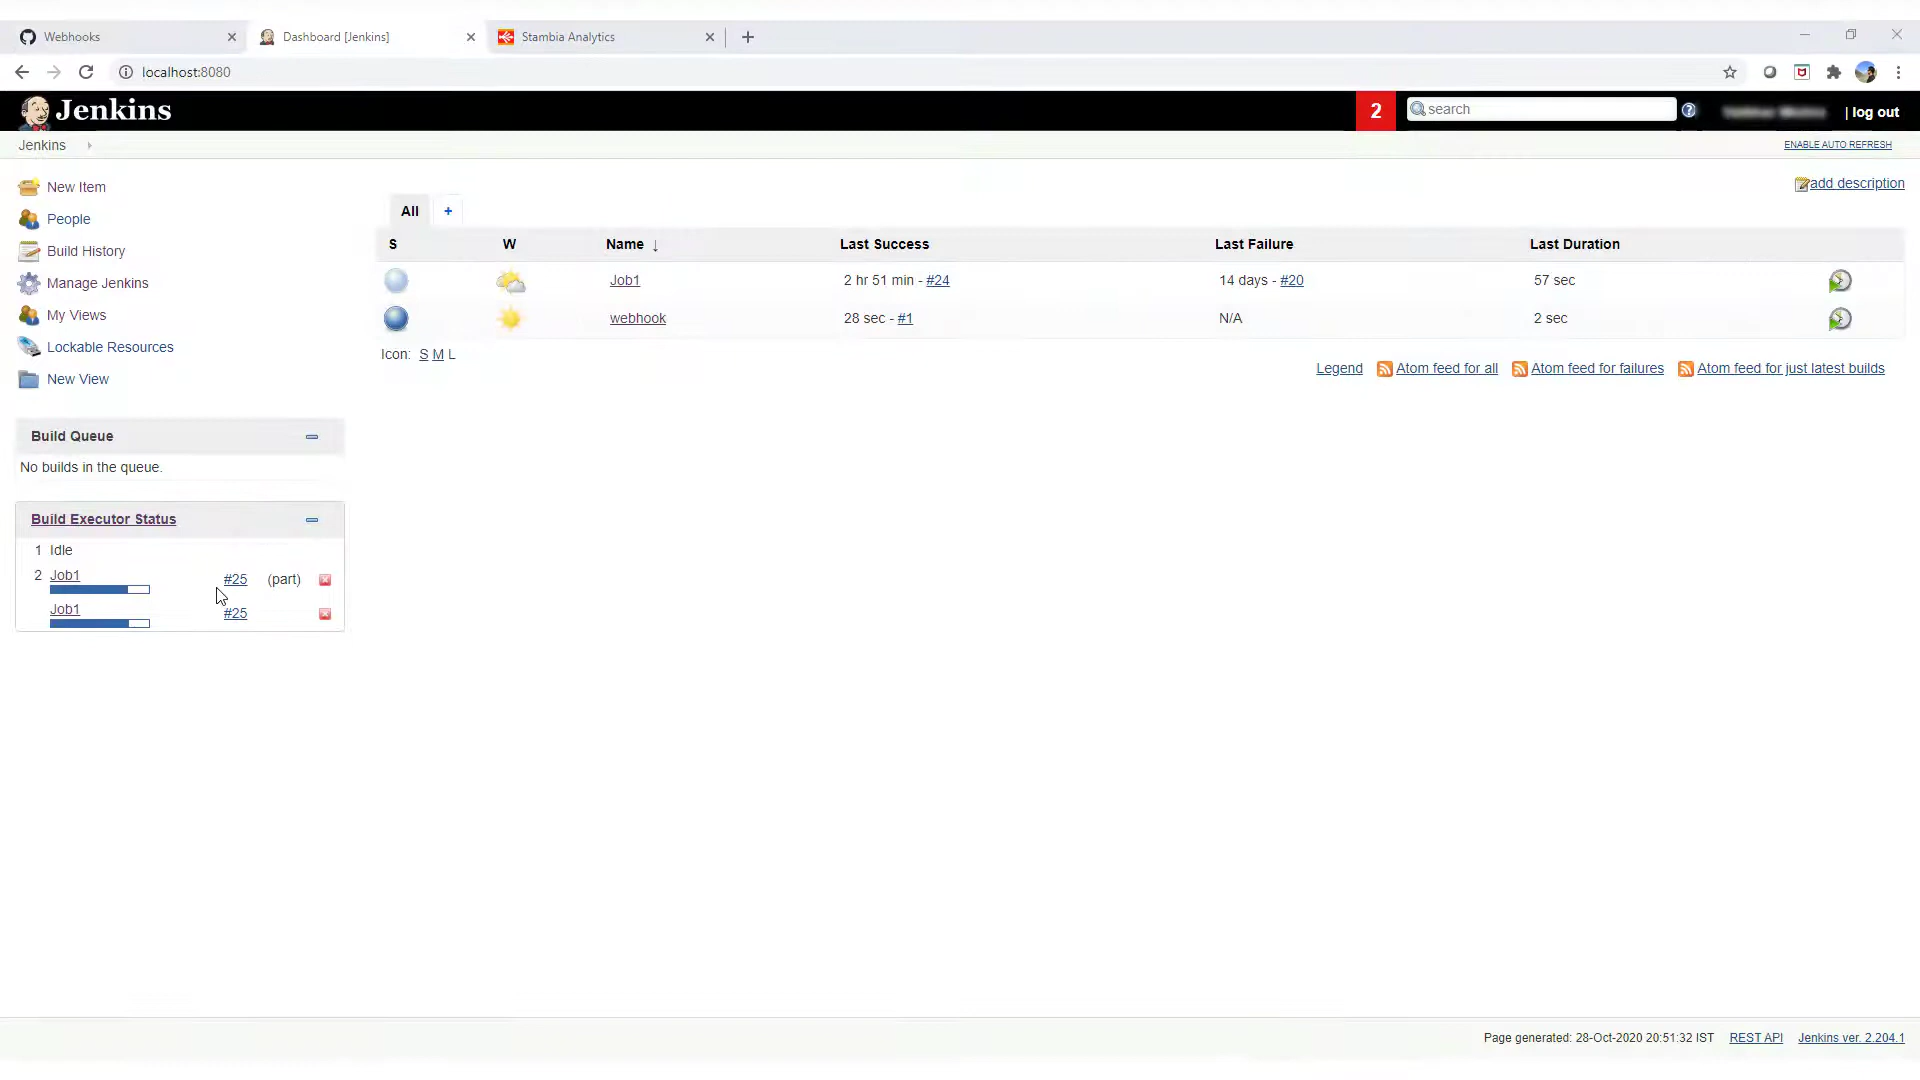 Webhooks
Dashboard [Jenkins]
Stambia Analytics
localhost:8080
Jenkins
2
search
| log out
Jenkins
ENABLE AUTO REFRESH
New Item
People
Build History
Manage Jenkins
My Views
Lockable Resources
New View
add description
All +
S W Name ↓ Last Success Last Failure Last Duration
Job1 2 hr 51 min - #24 14 days - #20 57 sec
webhook 28 sec - #1 N/A 2 sec
Icon: S M L
Legend Atom feed for all Atom feed for failures Atom feed for just latest builds
Build Queue
No builds in the queue.
Build Executor Status
1 Idle
2 Job1 #25 (part)
Job1 #25
Page generated: 28-Oct-2020 20:51:32 IST REST API Jenkins ver. 2.204.1